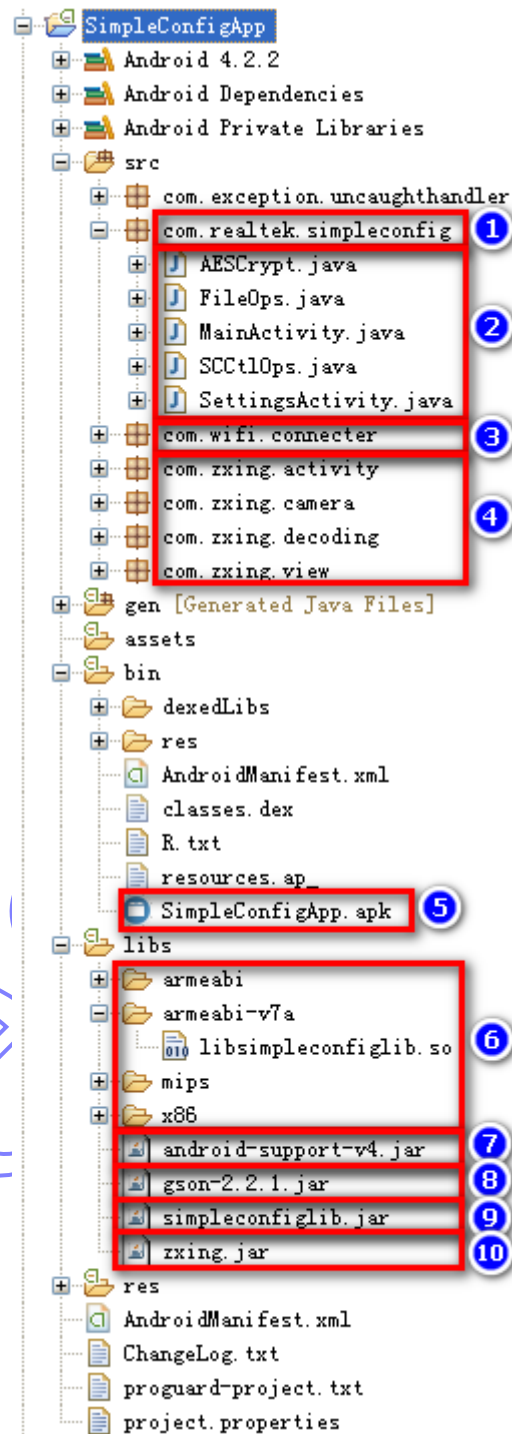 SimpleConfigApp
Android 4.2.2
Android Dependencies
Android Private Libraries
src
com.exception.uncaughthandler
com.realtek.simpleconfig 1
AESCrypt.java
FileOps.java
MainActivity.java 2
SCCtlOps.java
SettingsActivity.java
com.wifi.connecter 3
com.zxing.activity
com.zxing.camera 4
com.zxing.decoding
com.zxing.view
gen [Generated Java Files]
assets
bin
dexedLibs
res
AndroidManifest.xml
classes.dex
R.txt
resources.ap_
SimpleConfigApp.apk 5
libs
armeabi
armeabi-v7a
010 libsimpleconfiglib.so 6
mips
x86
android-support-v4.jar 7
gson-2.2.1.jar 8
simpleconfiglib.jar 9
zxing.jar 10
res
AndroidManifest.xml
ChangeLog.txt
proguard-project.txt
project.properties